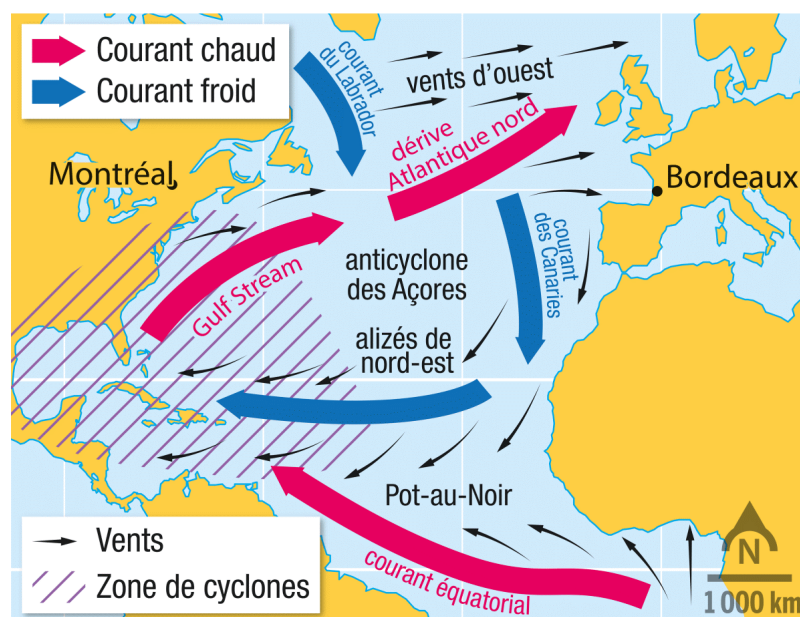 Courant chaud
Courant froid
courant
du Labrador
vents d'ouest
dérive
Atlantique nord
Montréal
Bordeaux
courant
des Canaries
anticyclone
des Açores
Gulf Stream
alizés de
nord-est
Pot-au-Noir
courant équatorial
Vents
Zone de cyclones
N
1 000 km